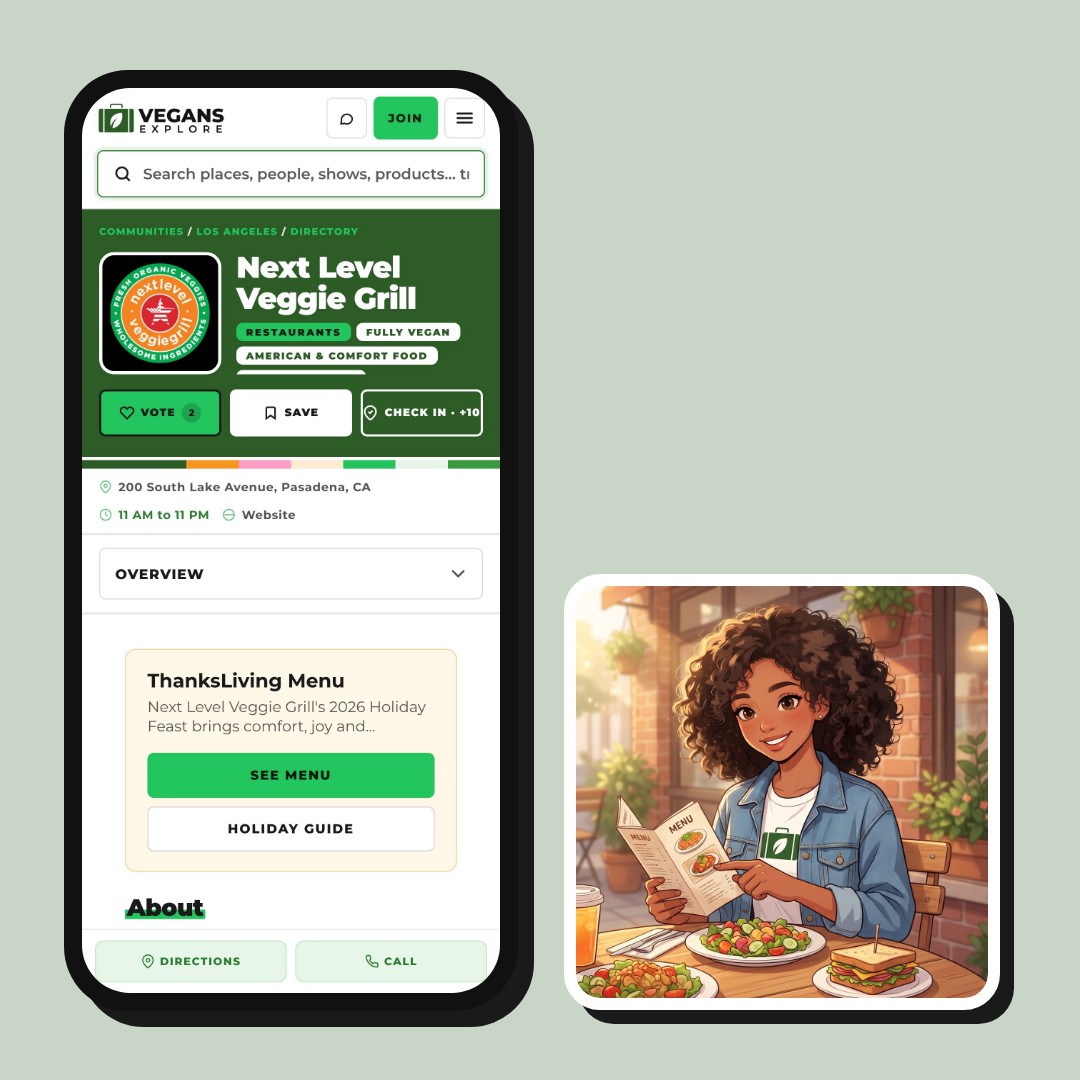 VEGANS
EXPLORE
JOIN
Search places, people, shows, products...
COMMUNITIES / LOS ANGELES / DIRECTORY
FRESH ORGANIC VEGGIES
nextlevel
veggiegrill
WHOLESOME INGREDIENTS
Next Level
Veggie Grill
RESTAURANTS
FULLY VEGAN
AMERICAN & COMFORT FOOD
VOTE 2
SAVE
CHECK IN · +10
200 South Lake Avenue, Pasadena, CA
11 AM to 11 PM
Website
OVERVIEW
ThanksLiving Menu
Next Level Veggie Grill's 2026 Holiday
Feast brings comfort, joy and...
SEE MENU
HOLIDAY GUIDE
About
DIRECTIONS
CALL
MENU
MENU